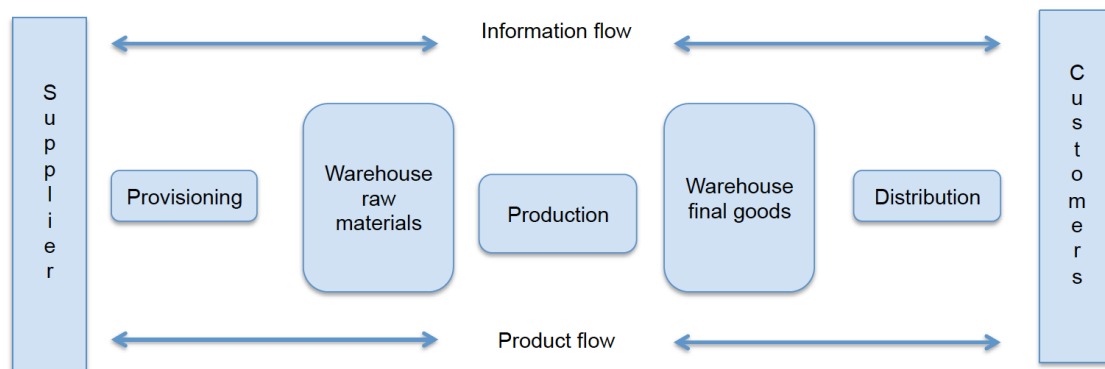 Information flow
Supplier
Provisioning
Warehouse
raw
materials
Production
Warehouse
final goods
Distribution
Customers
Product flow